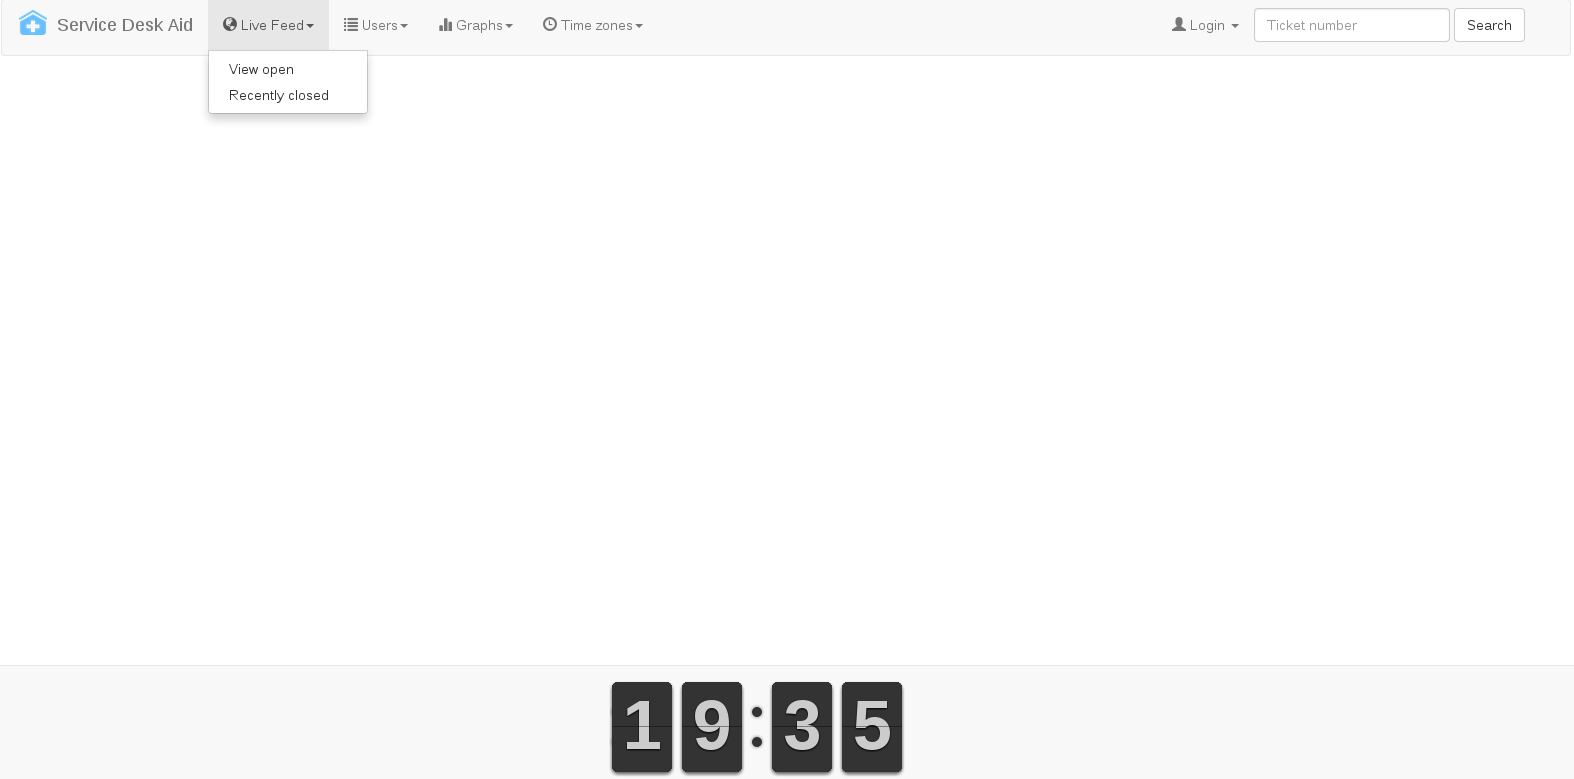 Service Desk Aid
Live Feed
Users
Graphs
Time zones
Login
Ticket number
Search
View open
Recently closed
19:35